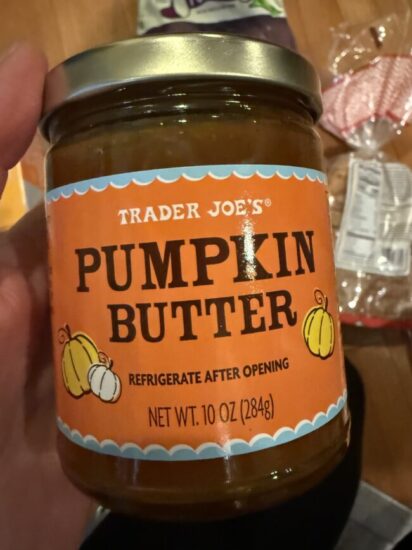 TRADER JOE'S®
PUMPKIN
BUTTER
REFRIGERATE AFTER OPENING
NET WT. 10 OZ (284g)